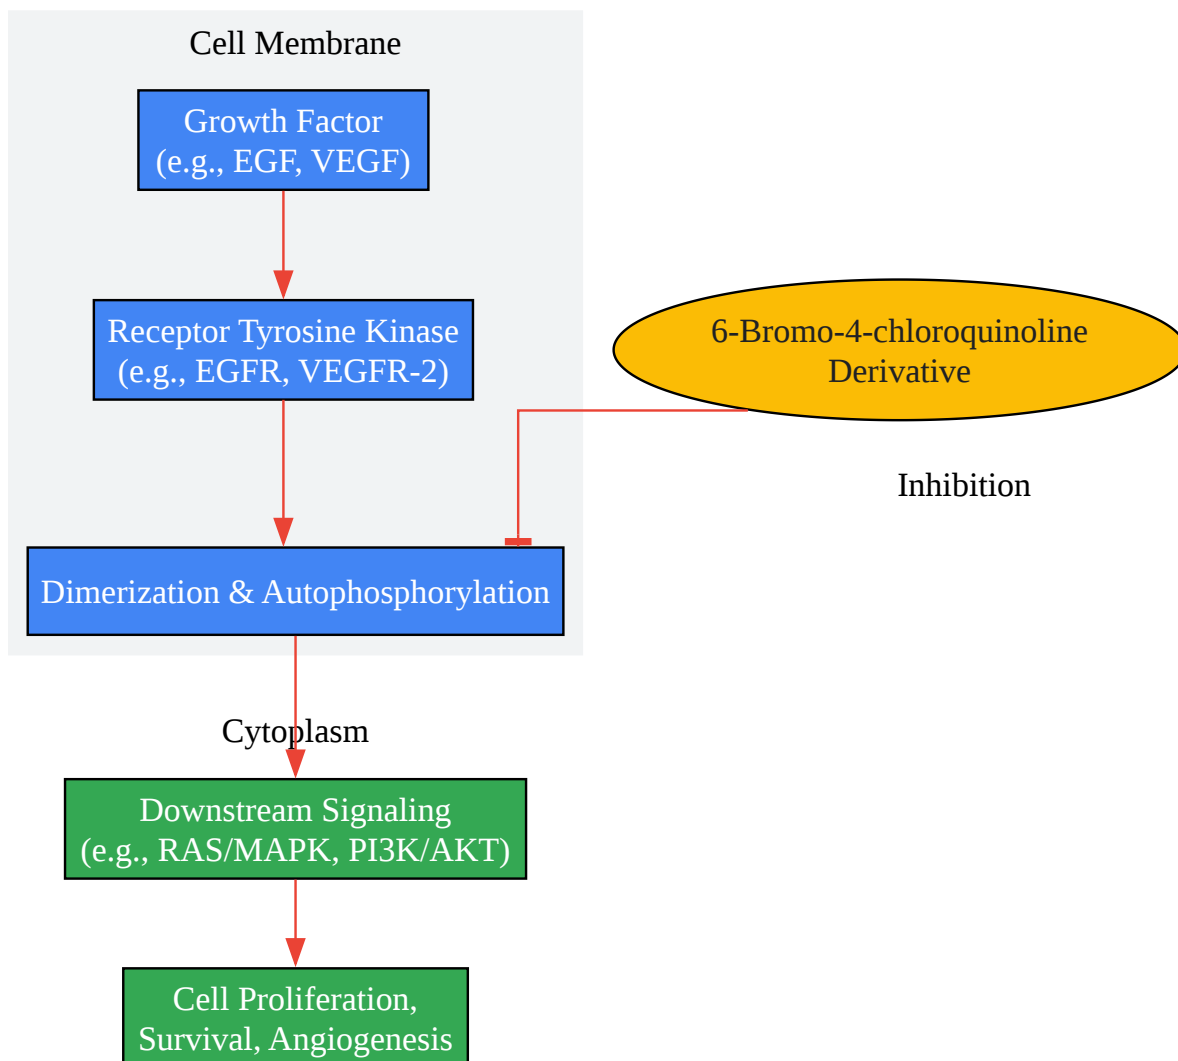 Cell Membrane
Growth Factor
(e.g., EGF, VEGF)
Receptor Tyrosine Kinase
(e.g., EGFR, VEGFR-2)
6-Bromo-4-chloroquinoline
Derivative
Inhibition
Dimerization & Autophosphorylation
Cytoplasm
Downstream Signaling
(e.g., RAS/MAPK, PI3K/AKT)
Cell Proliferation,
Survival, Angiogenesis